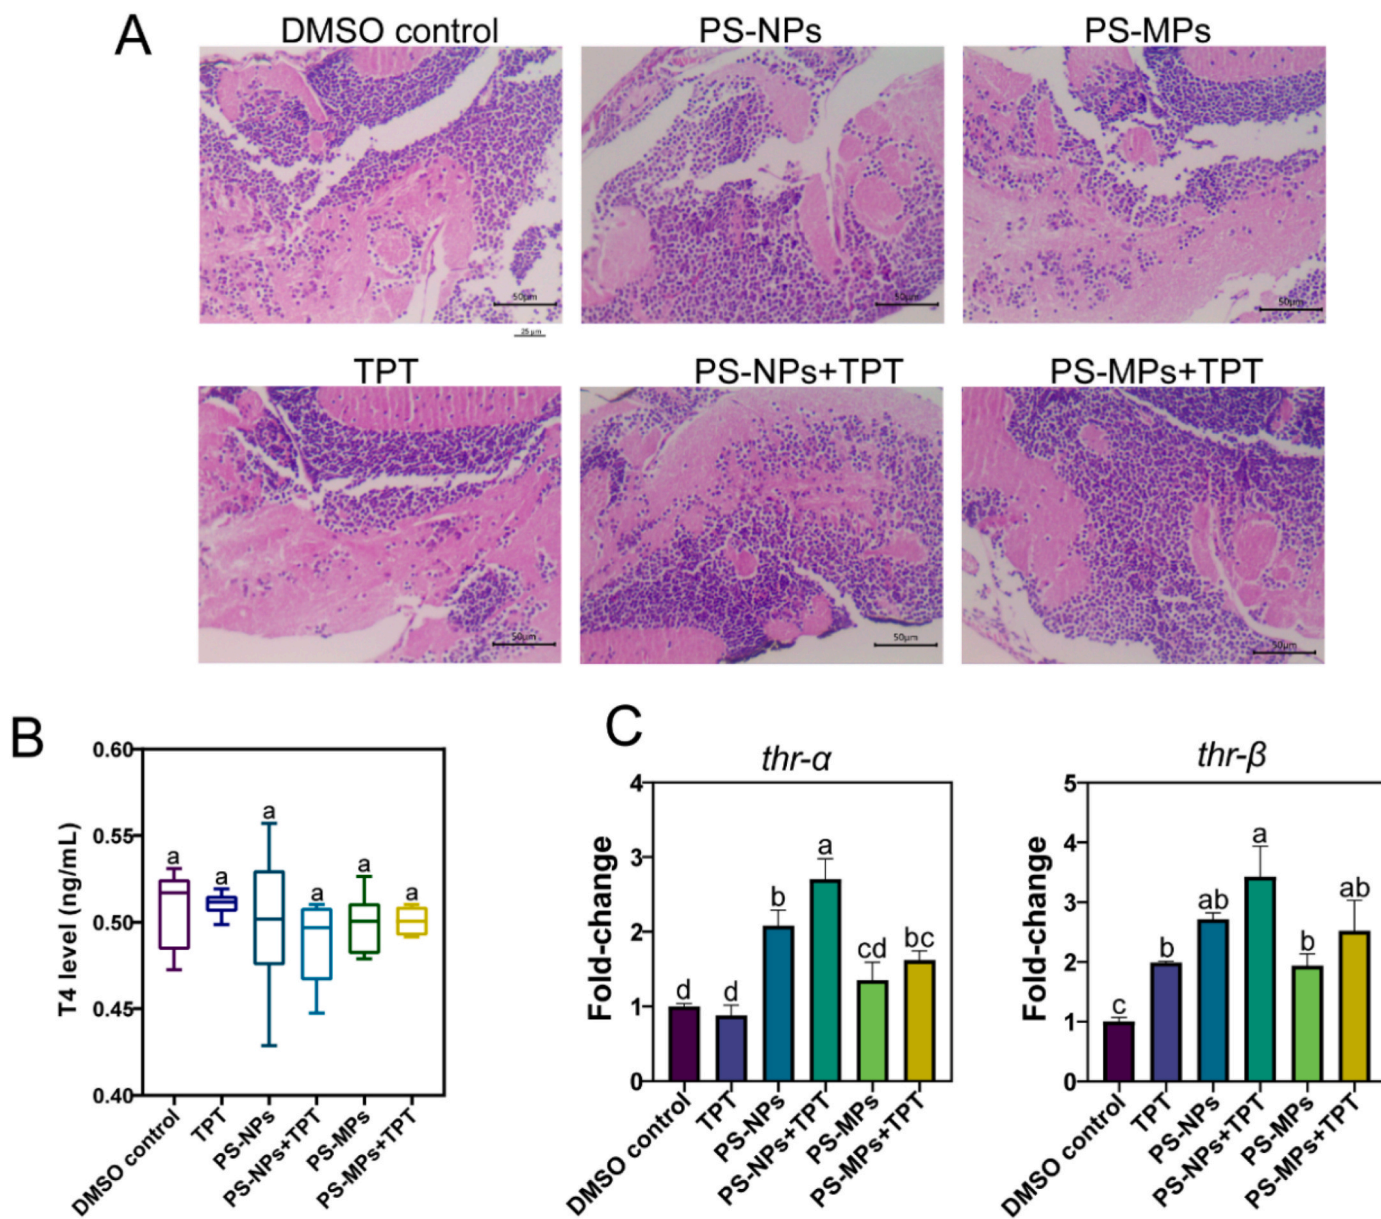 A
DMSO control
PS-NPs
PS-MPs
50μm
50μm
50μm
25 μm
TPT
PS-NPs+TPT
PS-MPs+TPT
50μm
50μm
50μm
B
T4 level (ng/mL)
0.60
0.55
0.50
0.45
0.40
a
a
a
a
a
a
DMSO control
TPT
PS-NPs
PS-NPs+TPT
PS-MPs
PS-MPs+TPT
C
thr-α
Fold-change
4
3
2
1
0
d
d
b
a
cd
bc
DMSO control
TPT
PS-NPs
PS-NPs+TPT
PS-MPs
PS-MPs+TPT
thr-β
Fold-change
5
4
3
2
1
0
c
b
ab
a
b
ab
DMSO control
TPT
PS-NPs
PS-NPs+TPT
PS-MPs
PS-MPs+TPT